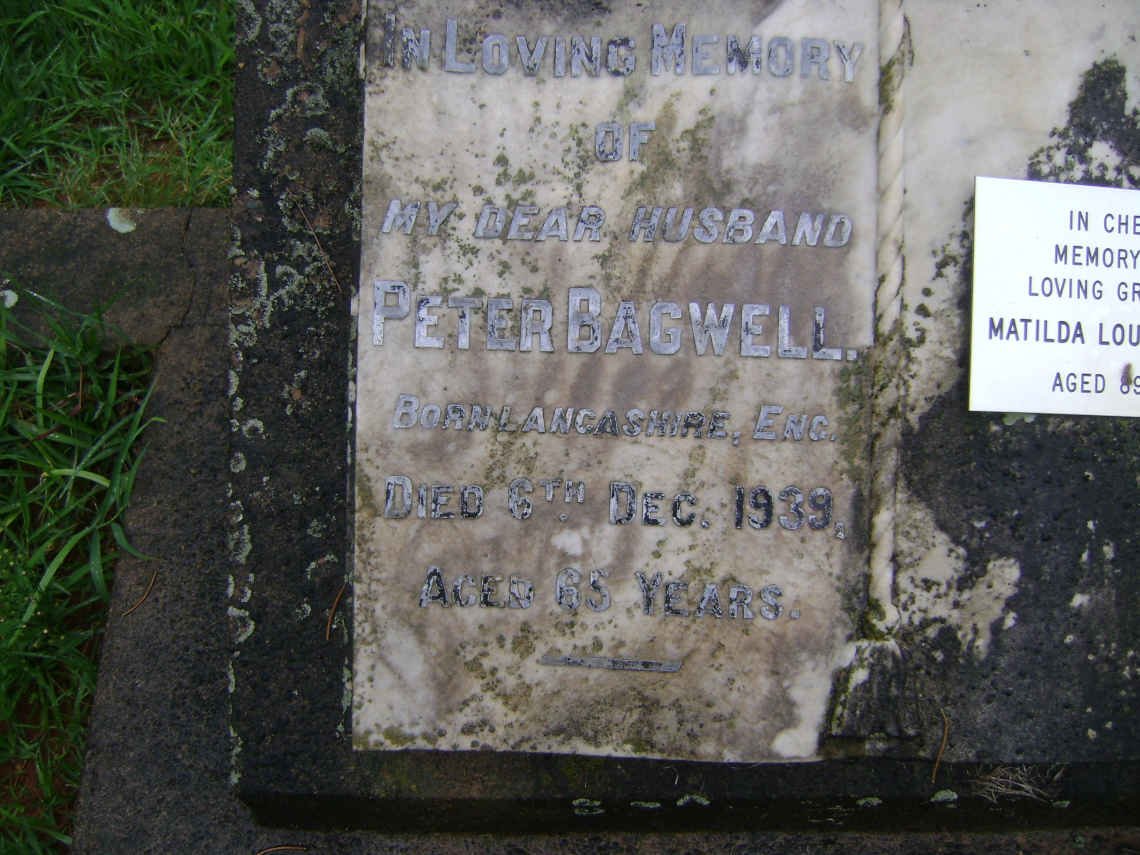 In Loving Memory
OF
MY DEAR HUSBAND
PETER BAGWELL.
BORN LANCASHIRE, ENG.
DIED 6TH DEC. 1939,
AGED 65 YEARS.
IN CHE
MEMORY
LOVING GR
MATILDA LOU
AGED 89